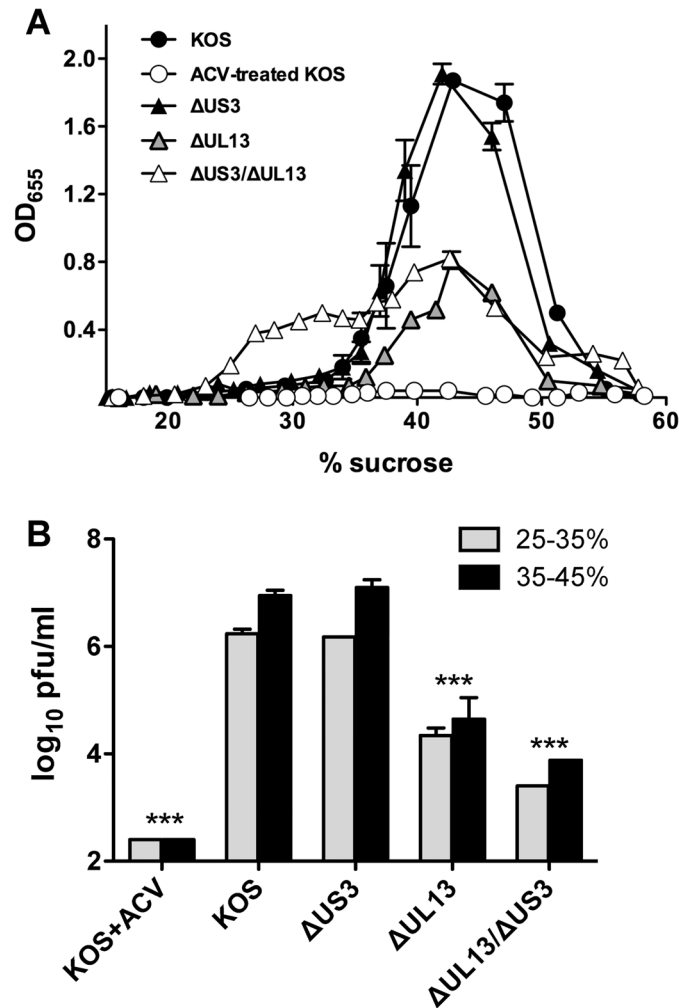 A
KOS
ACV-treated KOS
ΔUS3
ΔUL13
ΔUS3/ΔUL13
OD655
2.0
1.6
1.2
0.8
0.4
20
30
40
50
60
% sucrose
B
25-35%
35-45%
log10 pfu/ml
8
6
4
2
***
***
***
KOS+ACV
KOS
ΔUS3
ΔUL13
ΔUL13/ΔUS3